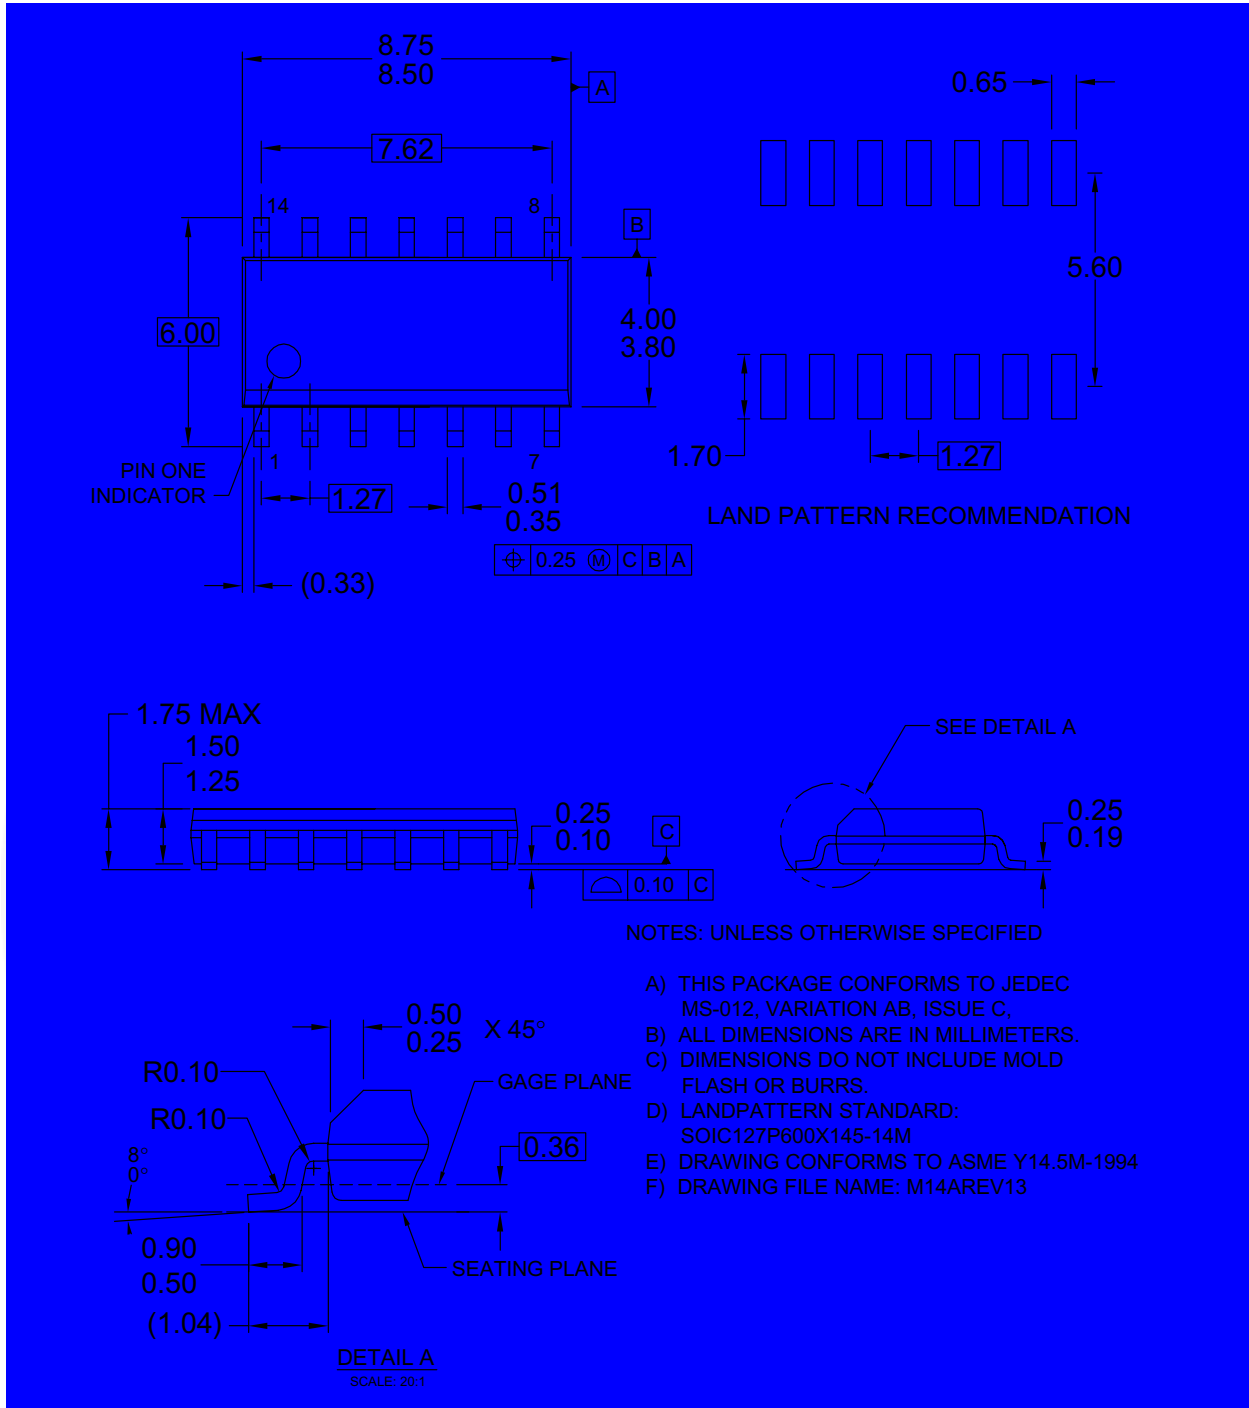 8.75
8.50
A
7.62
14
8
B
6.00
4.00
3.80
PIN ONE
INDICATOR
1
7
1.27
0.51
0.35
0.25 Ⓜ C B A
(0.33)
0.65
5.60
1.70
1.27
LAND PATTERN RECOMMENDATION
1.75 MAX
1.50
1.25
0.25
0.10
C
0.10 C
SEE DETAIL A
0.25
0.19
NOTES: UNLESS OTHERWISE SPECIFIED
A) THIS PACKAGE CONFORMS TO JEDEC
MS-012, VARIATION AB, ISSUE C,
B) ALL DIMENSIONS ARE IN MILLIMETERS.
C) DIMENSIONS DO NOT INCLUDE MOLD
FLASH OR BURRS.
D) LANDPATTERN STANDARD:
SOIC127P600X145-14M
E) DRAWING CONFORMS TO ASME Y14.5M-1994
F) DRAWING FILE NAME: M14AREV13
0.50
0.25
X 45°
R0.10
R0.10
GAGE PLANE
0.36
8°
0°
0.90
0.50
(1.04)
SEATING PLANE
DETAIL A
SCALE: 20:1